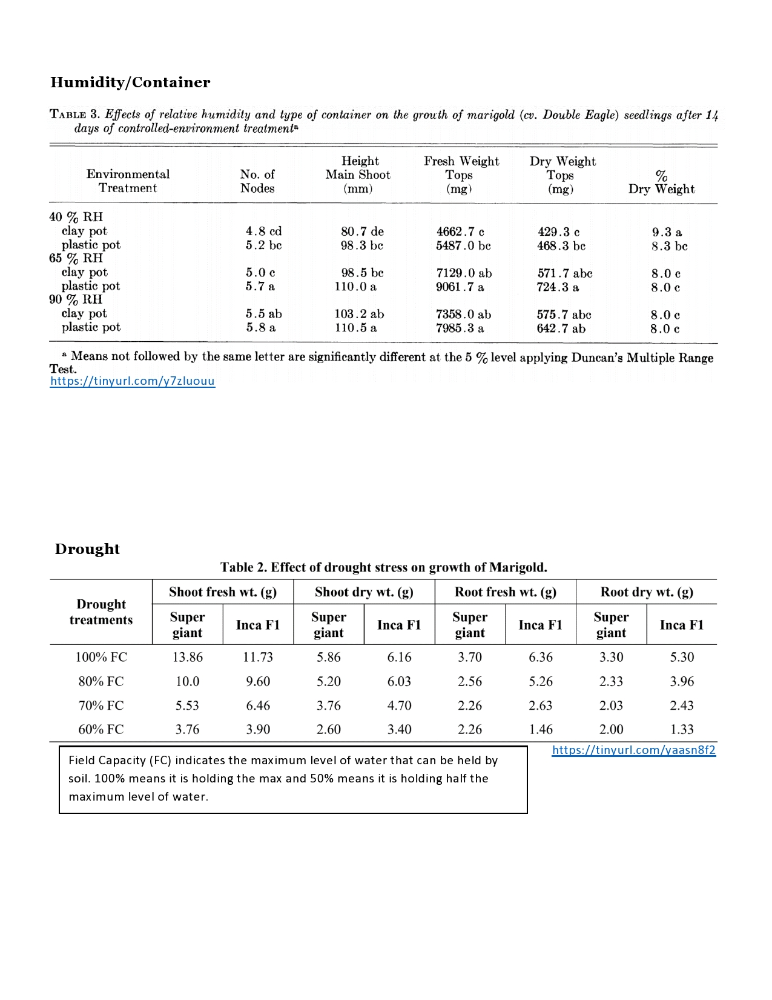 Humidity/Container
TABLE 3. Effects of relative humidity and type of container on the growth of marigold (cv. Double Eagle) seedlings after 14
days of controlled-environment treatmentᵃ
Environmental Treatment No. of Nodes Height Main Shoot (mm) Fresh Weight Tops (mg) Dry Weight Tops (mg) % Dry Weight
40 % RH
clay pot 4.8 cd 80.7 de 4662.7 c 429.3 c 9.3 a
plastic pot 5.2 bc 98.3 bc 5487.0 bc 468.3 bc 8.3 bc
65 % RH
clay pot 5.0 c 98.5 bc 7129.0 ab 571.7 abc 8.0 c
plastic pot 5.7 a 110.0 a 9061.7 a 724.3 a 8.0 c
90 % RH
clay pot 5.5 ab 103.2 ab 7358.0 ab 575.7 abc 8.0 c
plastic pot 5.8 a 110.5 a 7985.3 a 642.7 ab 8.0 c
ᵃ Means not followed by the same letter are significantly different at the 5 % level applying Duncan's Multiple Range
Test.
https://tinyurl.com/y7zluouu
Drought
Table 2. Effect of drought stress on growth of Marigold.
Drought treatments Shoot fresh wt. (g) Shoot dry wt. (g) Root fresh wt. (g) Root dry wt. (g)
Super giant Inca F1 Super giant Inca F1 Super giant Inca F1 Super giant Inca F1
100% FC 13.86 11.73 5.86 6.16 3.70 6.36 3.30 5.30
80% FC 10.0 9.60 5.20 6.03 2.56 5.26 2.33 3.96
70% FC 5.53 6.46 3.76 4.70 2.26 2.63 2.03 2.43
60% FC 3.76 3.90 2.60 3.40 2.26 1.46 2.00 1.33
https://tinyurl.com/yaasn8f2
Field Capacity (FC) indicates the maximum level of water that can be held by
soil. 100% means it is holding the max and 50% means it is holding half the
maximum level of water.